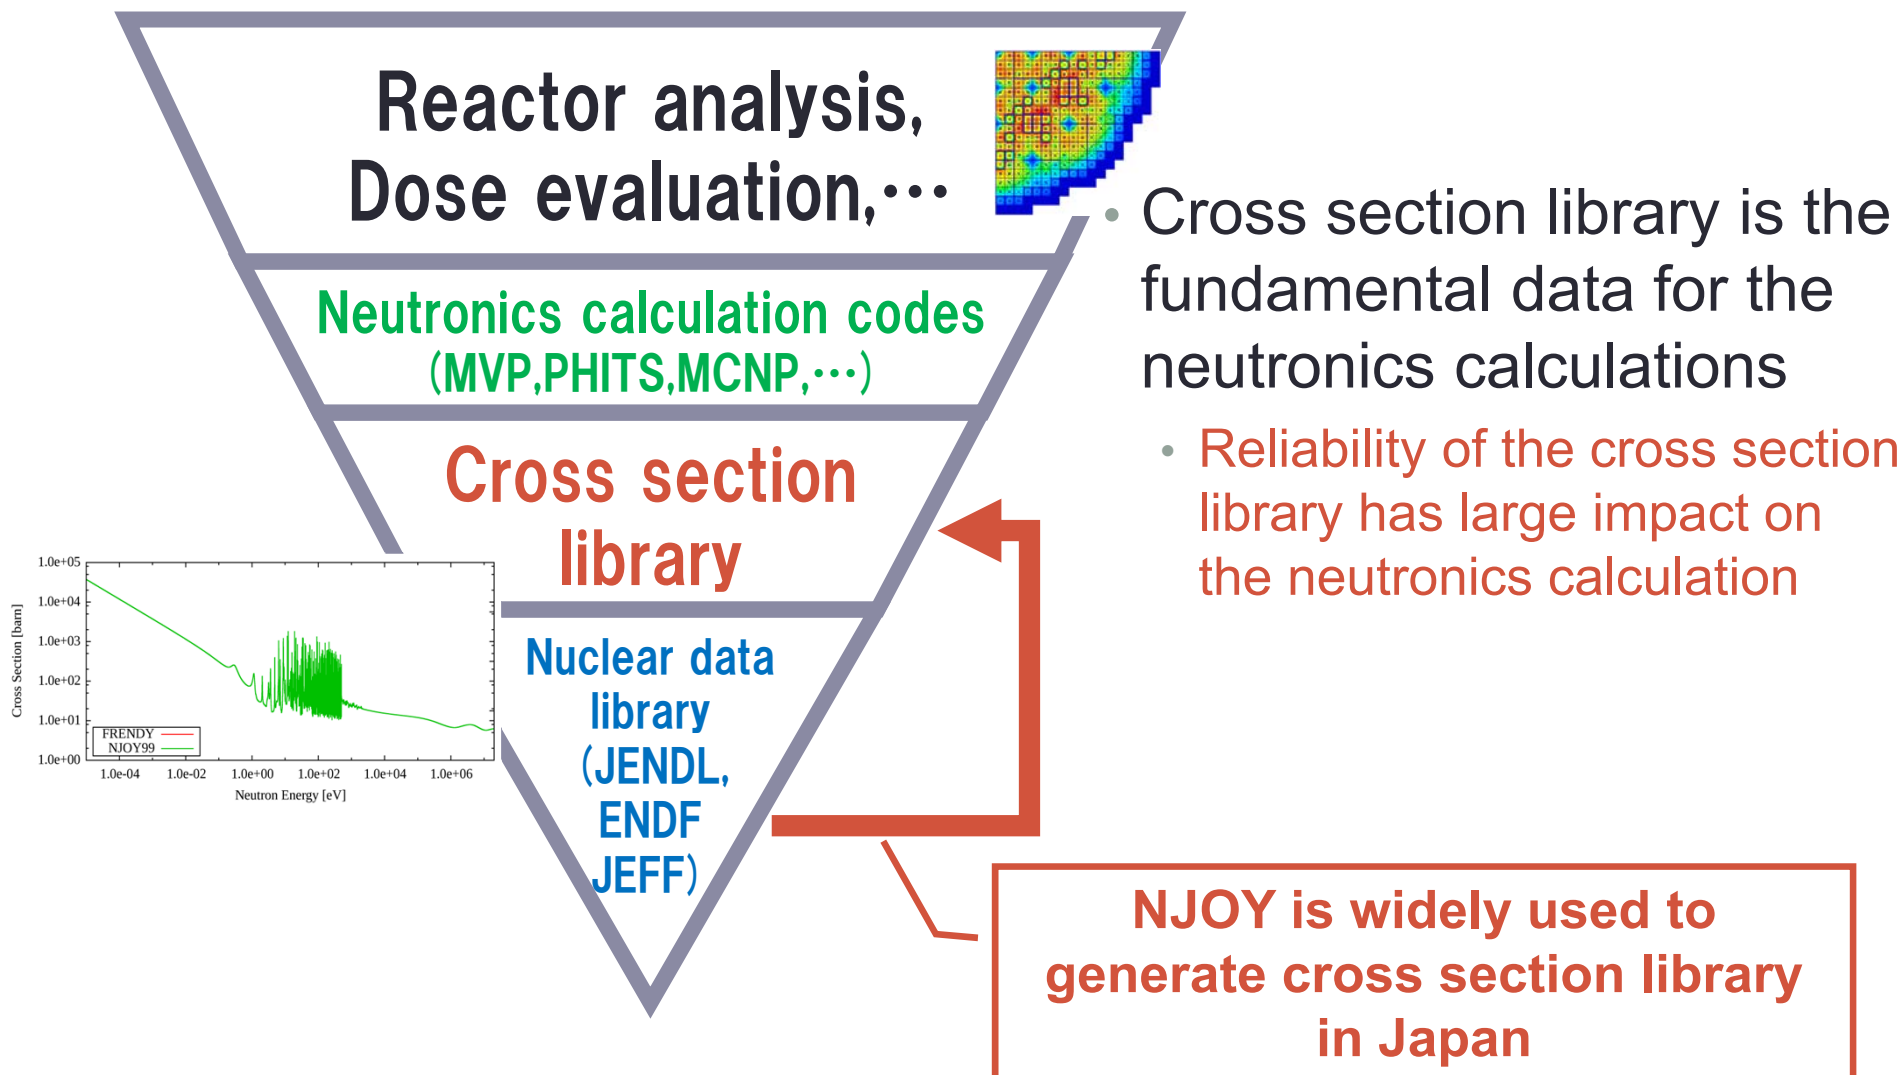 Reactor analysis,
Dose evaluation,⋯
Neutronics calculation codes
(MVP,PHITS,MCNP,⋯)
Cross section
library
Nuclear data
library
(JENDL,
ENDF
JEFF)
1.0e+05
1.0e+04
1.0e+03
1.0e+02
1.0e+01
1.0e+00
Cross Section [barn]
FRENDY
NJOY99
1.0e-04 1.0e-02 1.0e+00 1.0e+02 1.0e+04 1.0e+06
Neutron Energy [eV]
• Cross section library is the
fundamental data for the
neutronics calculations
• Reliability of the cross section
library has large impact on
the neutronics calculation
NJOY is widely used to
generate cross section library
in Japan